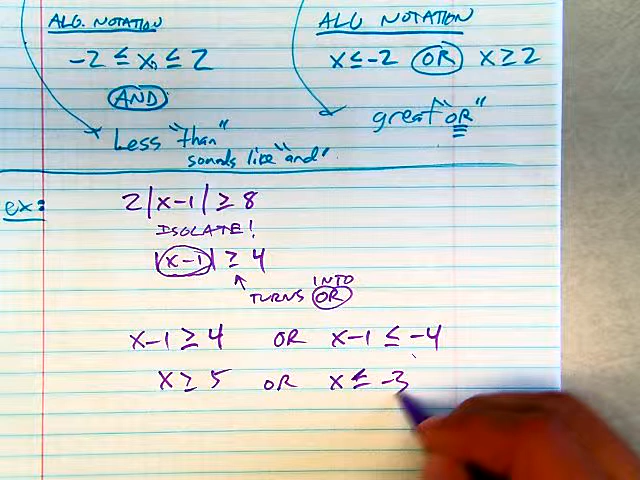 ALG. NOTATION
-2 ≤ x ≤ 2
AND
Less "than"
sounds like "and".
ALG NOTATION
x ≤ -2 OR x ≥ 2
great "OR"
ex:
2|x-1| ≥ 8
ISOLATE!
|x-1| ≥ 4
TURNS INTO OR
x-1 ≥ 4 OR x-1 ≤ -4
x ≥ 5 OR x ≤ -3